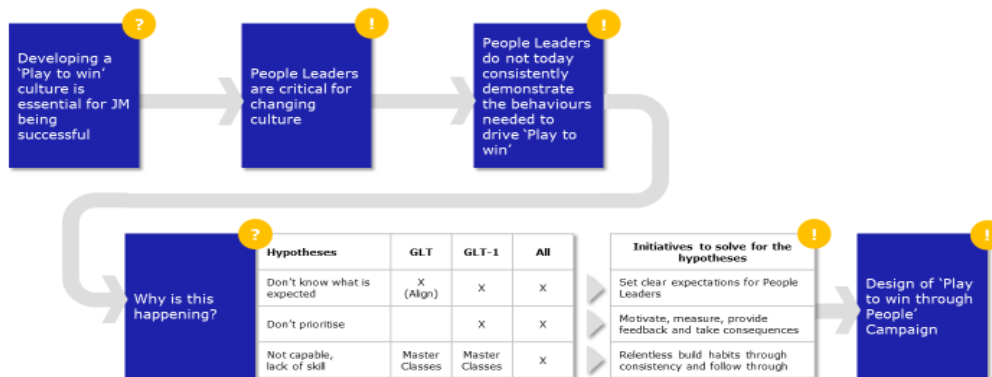 ?
Developing a
'Play to win'
culture is
essential for JM
being
successful
!
People Leaders
are critical for
changing
culture
!
People Leaders
do not today
consistently
demonstrate
the behaviours
needed to
drive 'Play to
win'
?
Why is this
happening?
Hypotheses GLT GLT-1 All
Don't know what is
expected X
(Align) X X
Don't prioritise X X
Not capable,
lack of skill Master
Classes Master
Classes X
!
Initiatives to solve for the
hypotheses
Set clear expectations for People
Leaders
Motivate, measure, provide
feedback and take consequences
Relentless build habits through
consistency and follow through
!
Design of 'Play
to win through
People'
Campaign